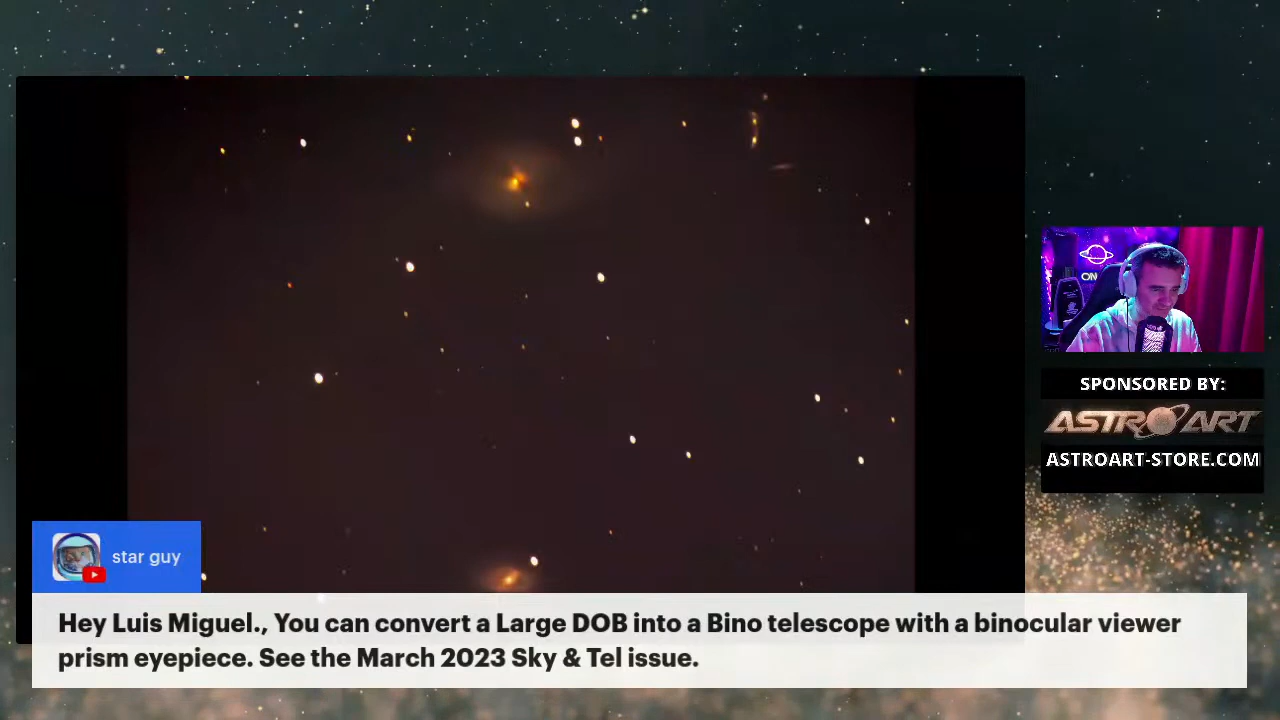 ON
SPONSORED BY:
ASTROART
ASTROART-STORE.COM
star guy
Hey Luis Miguel., You can convert a Large DOB into a Bino telescope with a binocular viewer
prism eyepiece. See the March 2023 Sky & Tel issue.